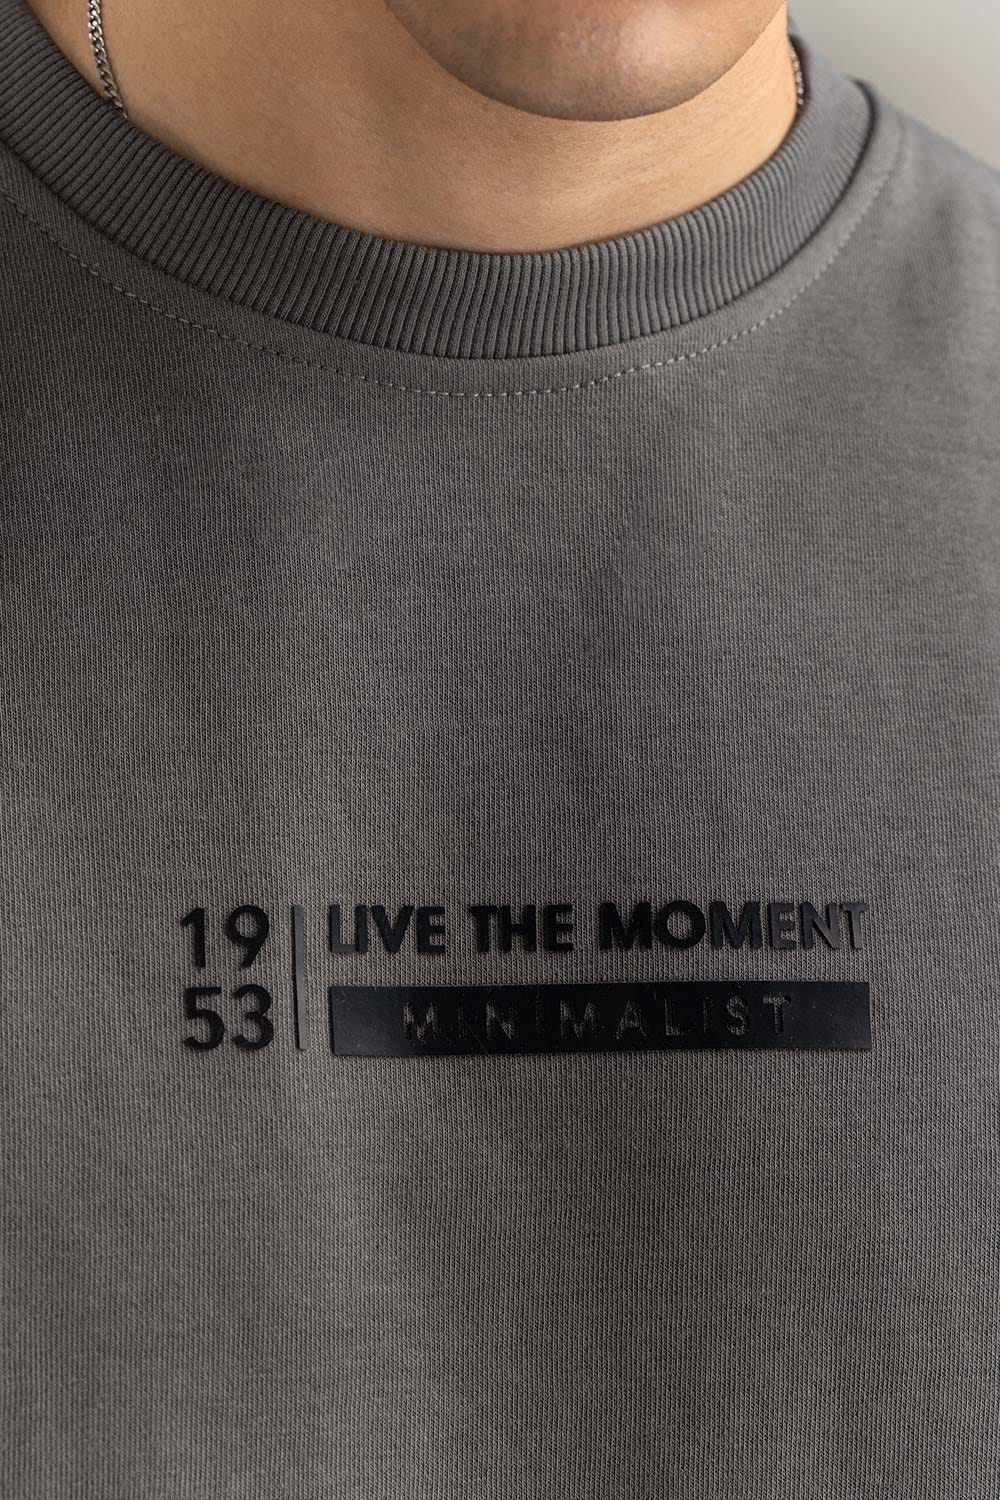 19
53
LIVE THE MOMENT
MINIMALIST